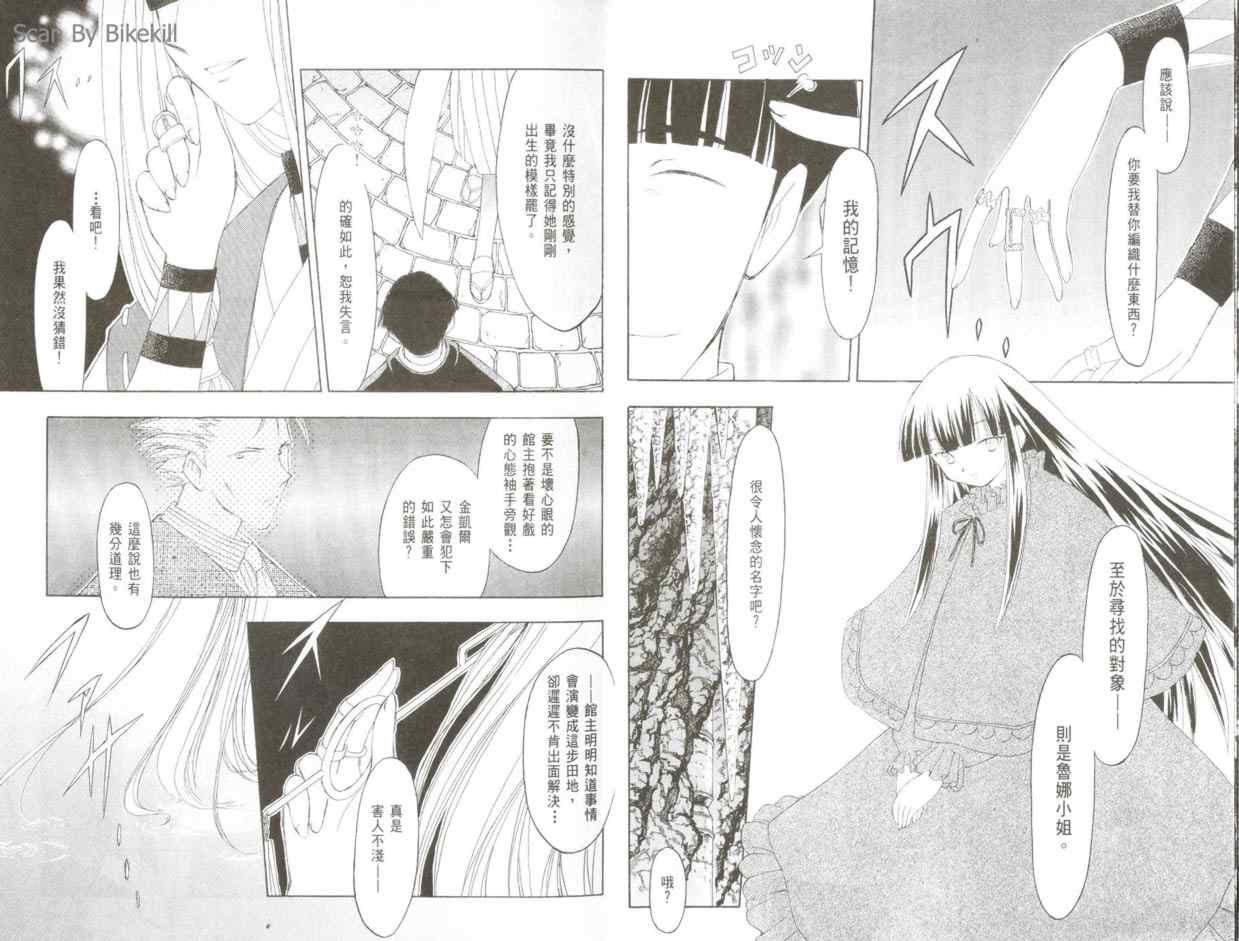 Scan By Bikekill
應該說——
你要我替你編織什麼東西?
コツン
我的記憶!
至於尋找的對象——
則是魯娜小姐。
很令人懷念的名字吧?
哦?
沒什麼特別的感覺,
畢竟我只記得她剛剛
出生的模樣罷了。
…!
的確如此,恕我失言。
…看吧!
我果然沒猜錯!
要不是壞心眼的
館主抱著看好戲
的心態袖手旁觀…
金凱爾
又怎會犯下
如此嚴重
的錯誤?
這麼說也有
幾分道理。
——館主明明知道事情
會演變成這步田地,
卻遲遲不肯出面解決…
真是
害人不淺——